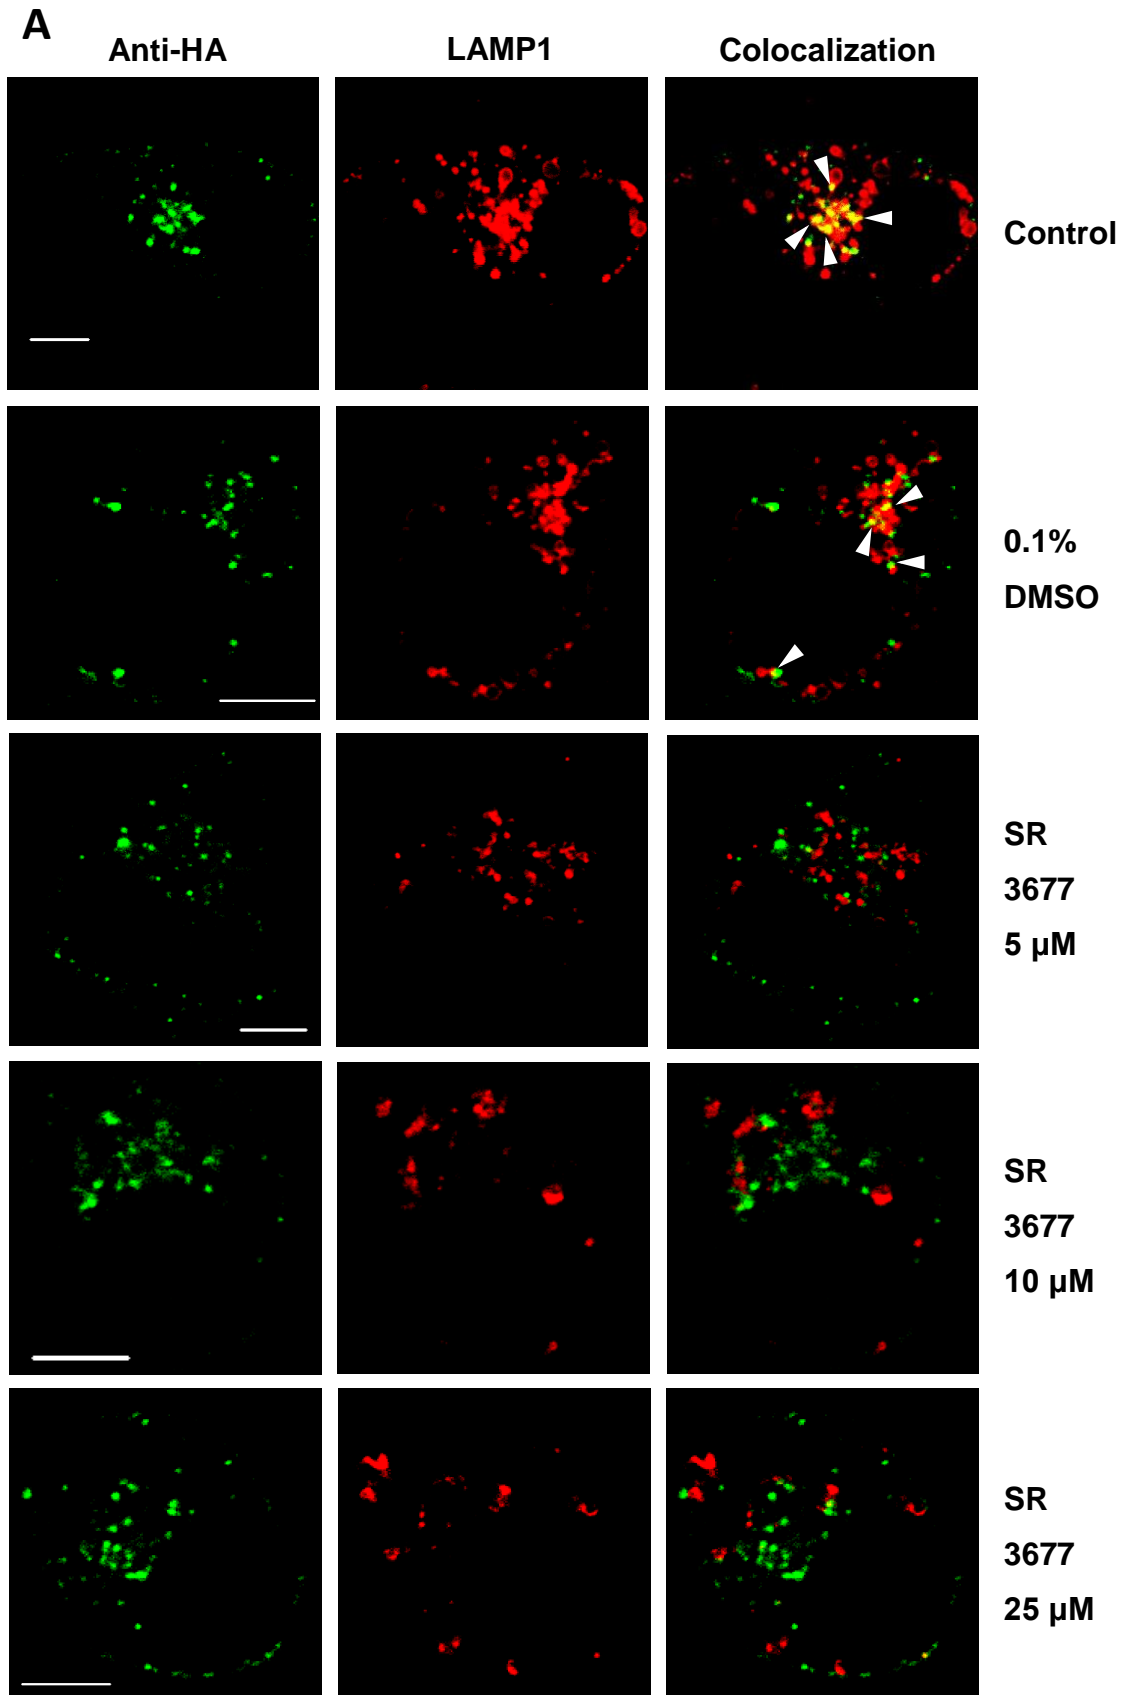 A
Anti-HA
LAMP1
Colocalization
Control
0.1%
DMSO
SR
3677
5 µM
SR
3677
10 µM
SR
3677
25 µM